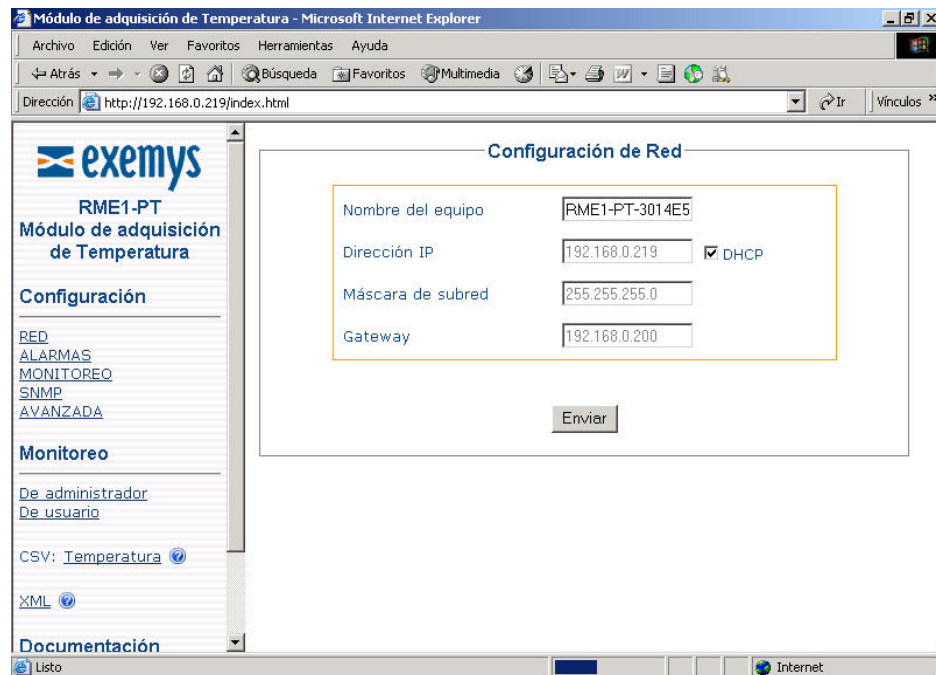 Módulo de adquisición de Temperatura - Microsoft Internet Explorer
Archivo Edición Ver Favoritos Herramientas Ayuda
Atrás Búsqueda Favoritos Multimedia
Dirección http://192.168.0.219/index.html Ir Vínculos »
exemys
RME1-PT
Módulo de adquisición
de Temperatura
Configuración
RED
ALARMAS
MONITOREO
SNMP
AVANZADA
Monitoreo
De administrador
De usuario
CSV: Temperatura
XML
Documentación
Configuración de Red
Nombre del equipo RME1-PT-3014E5
Dirección IP 192.168.0.219 DHCP
Máscara de subred 255.255.255.0
Gateway 192.168.0.200
Enviar
Listo Internet